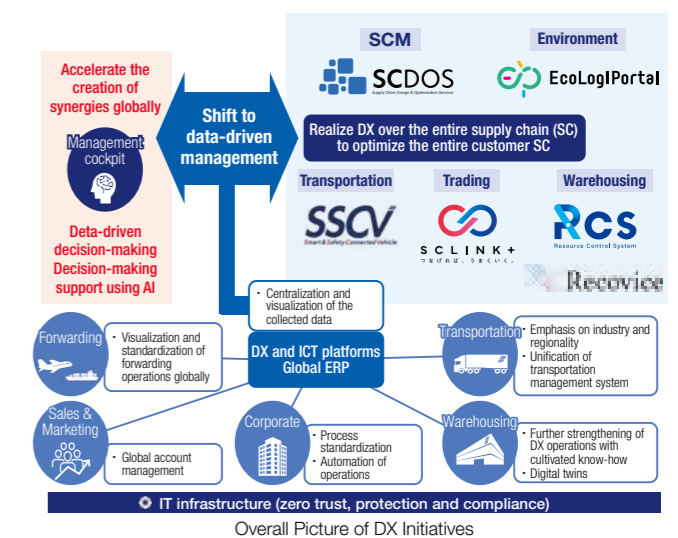 Accelerate the
creation of
synergies globally
Management
cockpit
Deta-driven
decision-making
Decision-making
support using AI
Shift to
data-driven
management
SCM
Environment
SCDOS
Supply Chain Design & Optimization Services
EcoLogiPortal
Realize DX over the entire supply chain (SC)
to optimize the entire customer SC
Transportation
Trading
Warehousing
SSCV
Smart & Safety Connected Vehicle
SCLINK+
つなげれば、うまくいく。
RCS
Resource Control System
Recovice
・ Centralization and
visualization of the
collected data
DX and ICT platforms
Global ERP
Forwarding
・ Visualization and
standardization of
forwarding
operations globally
Transportation
・ Emphasis on industry and
regionality
・ Unification of
transportation
management system
Sales &
Marketing
・ Global account
management
Corporate
・ Process
standardization
・ Automation of
operations
Warehousing
・ Further strengthening of
DX operations with
cultivated know-how
・ Digital twins
IT infrastructure (zero trust, protection and compliance)
Overall Picture of DX Initiatives